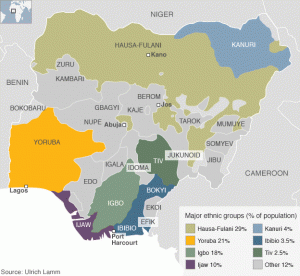 NIGER
HAUSA-FULANI
KANURI
Kano
ZURU
KAMBARI
BENIN
BEROM
Jos
BOKOBARU
GBAGYI
KAJE
TAROK
MUMUYE
NUPE
Abuja
YORUBA
JUKUNOID
SOMYEV
TIV
IGALA
IDOMA
JIBU
EDO
BOKYI
CAMEROON
Lagos
IGBO
EKOI
EFIK
IJAW
IBIBIO
Port
Harcourt
Major ethnic groups (% of population)
Hausa-Fulani 29%
Kanuri 4%
Yoruba 21%
Ibibio 3.5%
Igbo 18%
Tiv 2.5%
Ijaw 10%
Other 12%
Source: Ulrich Lamm